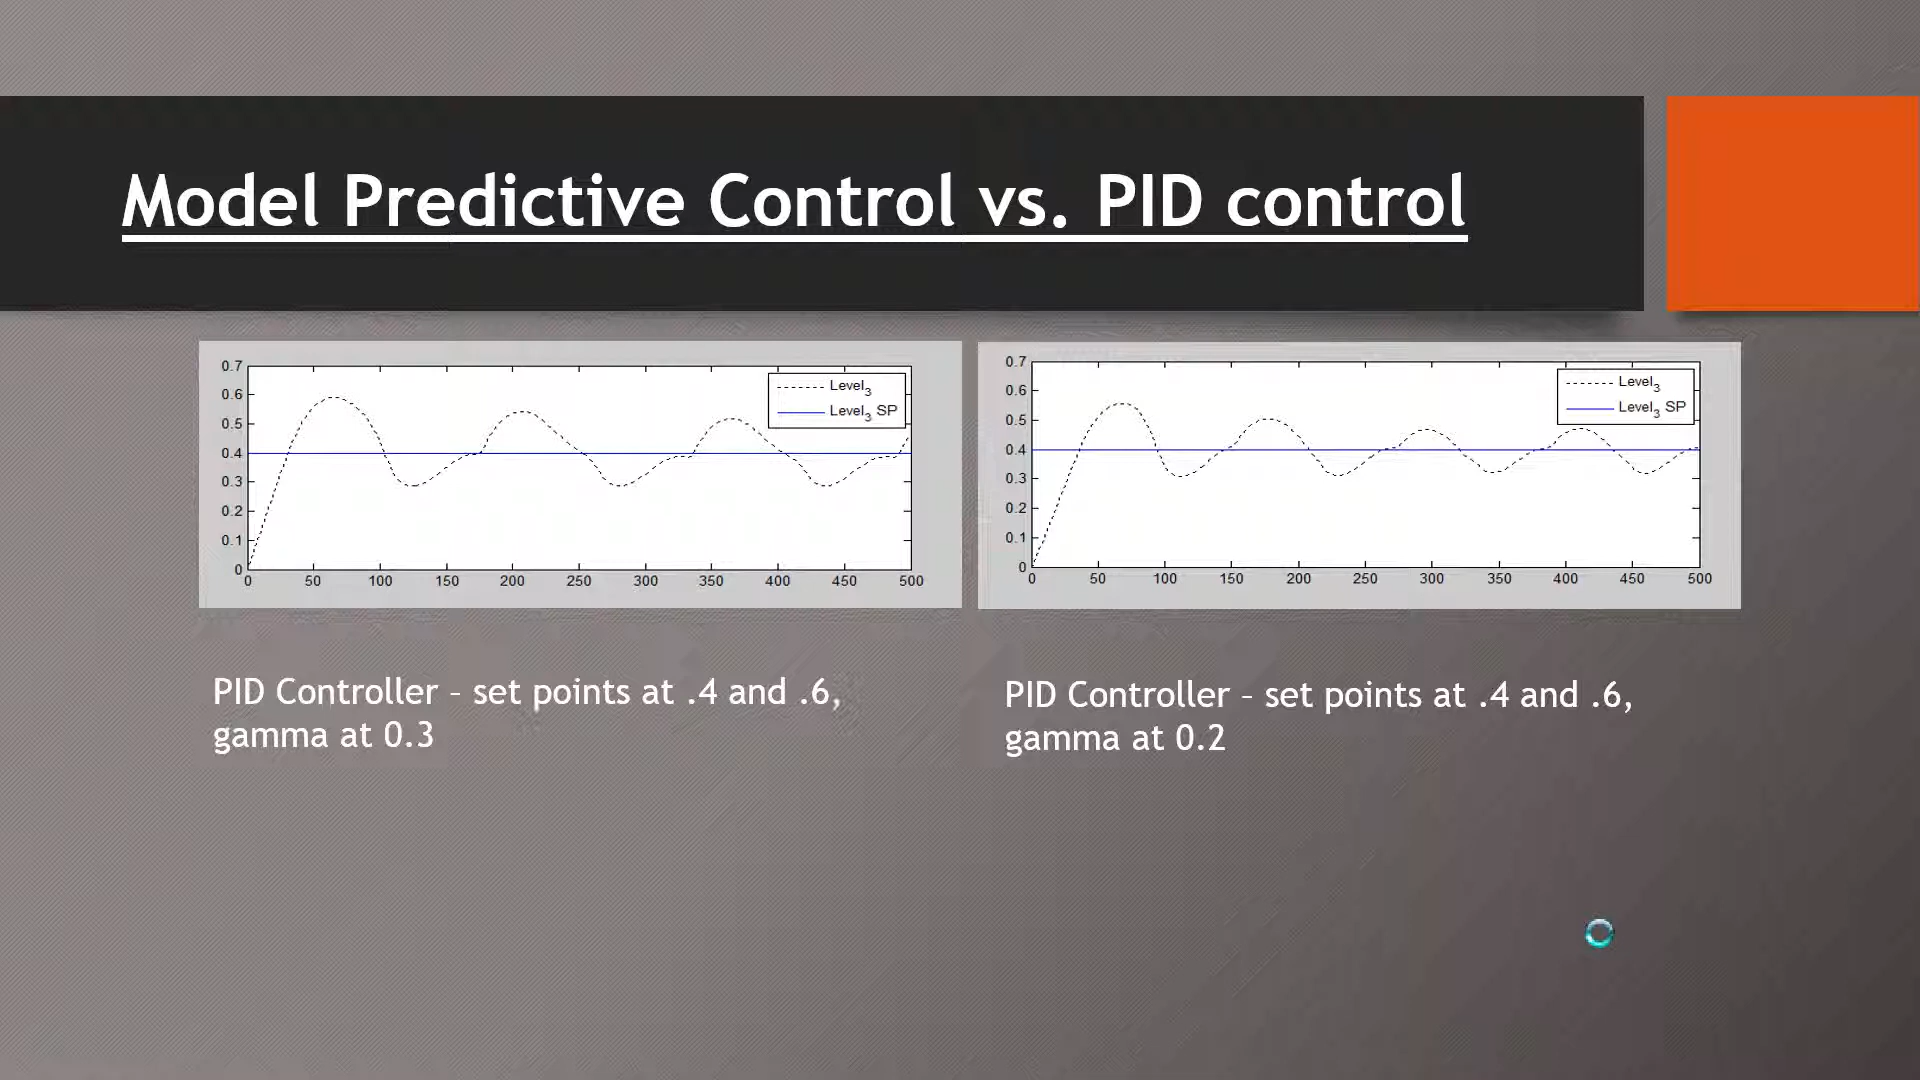 Model Predictive Control vs. PID control
0.7
0.6
0.5
0.4
0.3
0.2
0.1
0
0 50 100 150 200 250 300 350 400 450 500
Level3
Level3 SP
0.7
0.6
0.5
0.4
0.3
0.2
0.1
0
0 50 100 150 200 250 300 350 400 450 500
Level3
Level3 SP
PID Controller – set points at .4 and .6,
gamma at 0.3
PID Controller – set points at .4 and .6,
gamma at 0.2